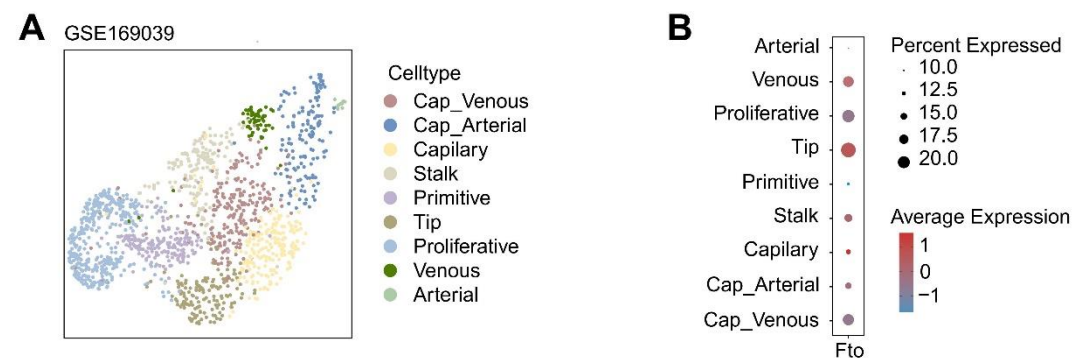 A GSE169039
Celltype
Cap_Venous
Cap_Arterial
Capilary
Stalk
Primitive
Tip
Proliferative
Venous
Arterial
B
Arterial
Venous
Proliferative
Tip
Primitive
Stalk
Capilary
Cap_Arterial
Cap_Venous
Fto
Percent Expressed
10.0
12.5
15.0
17.5
20.0
Average Expression
1
0
−1